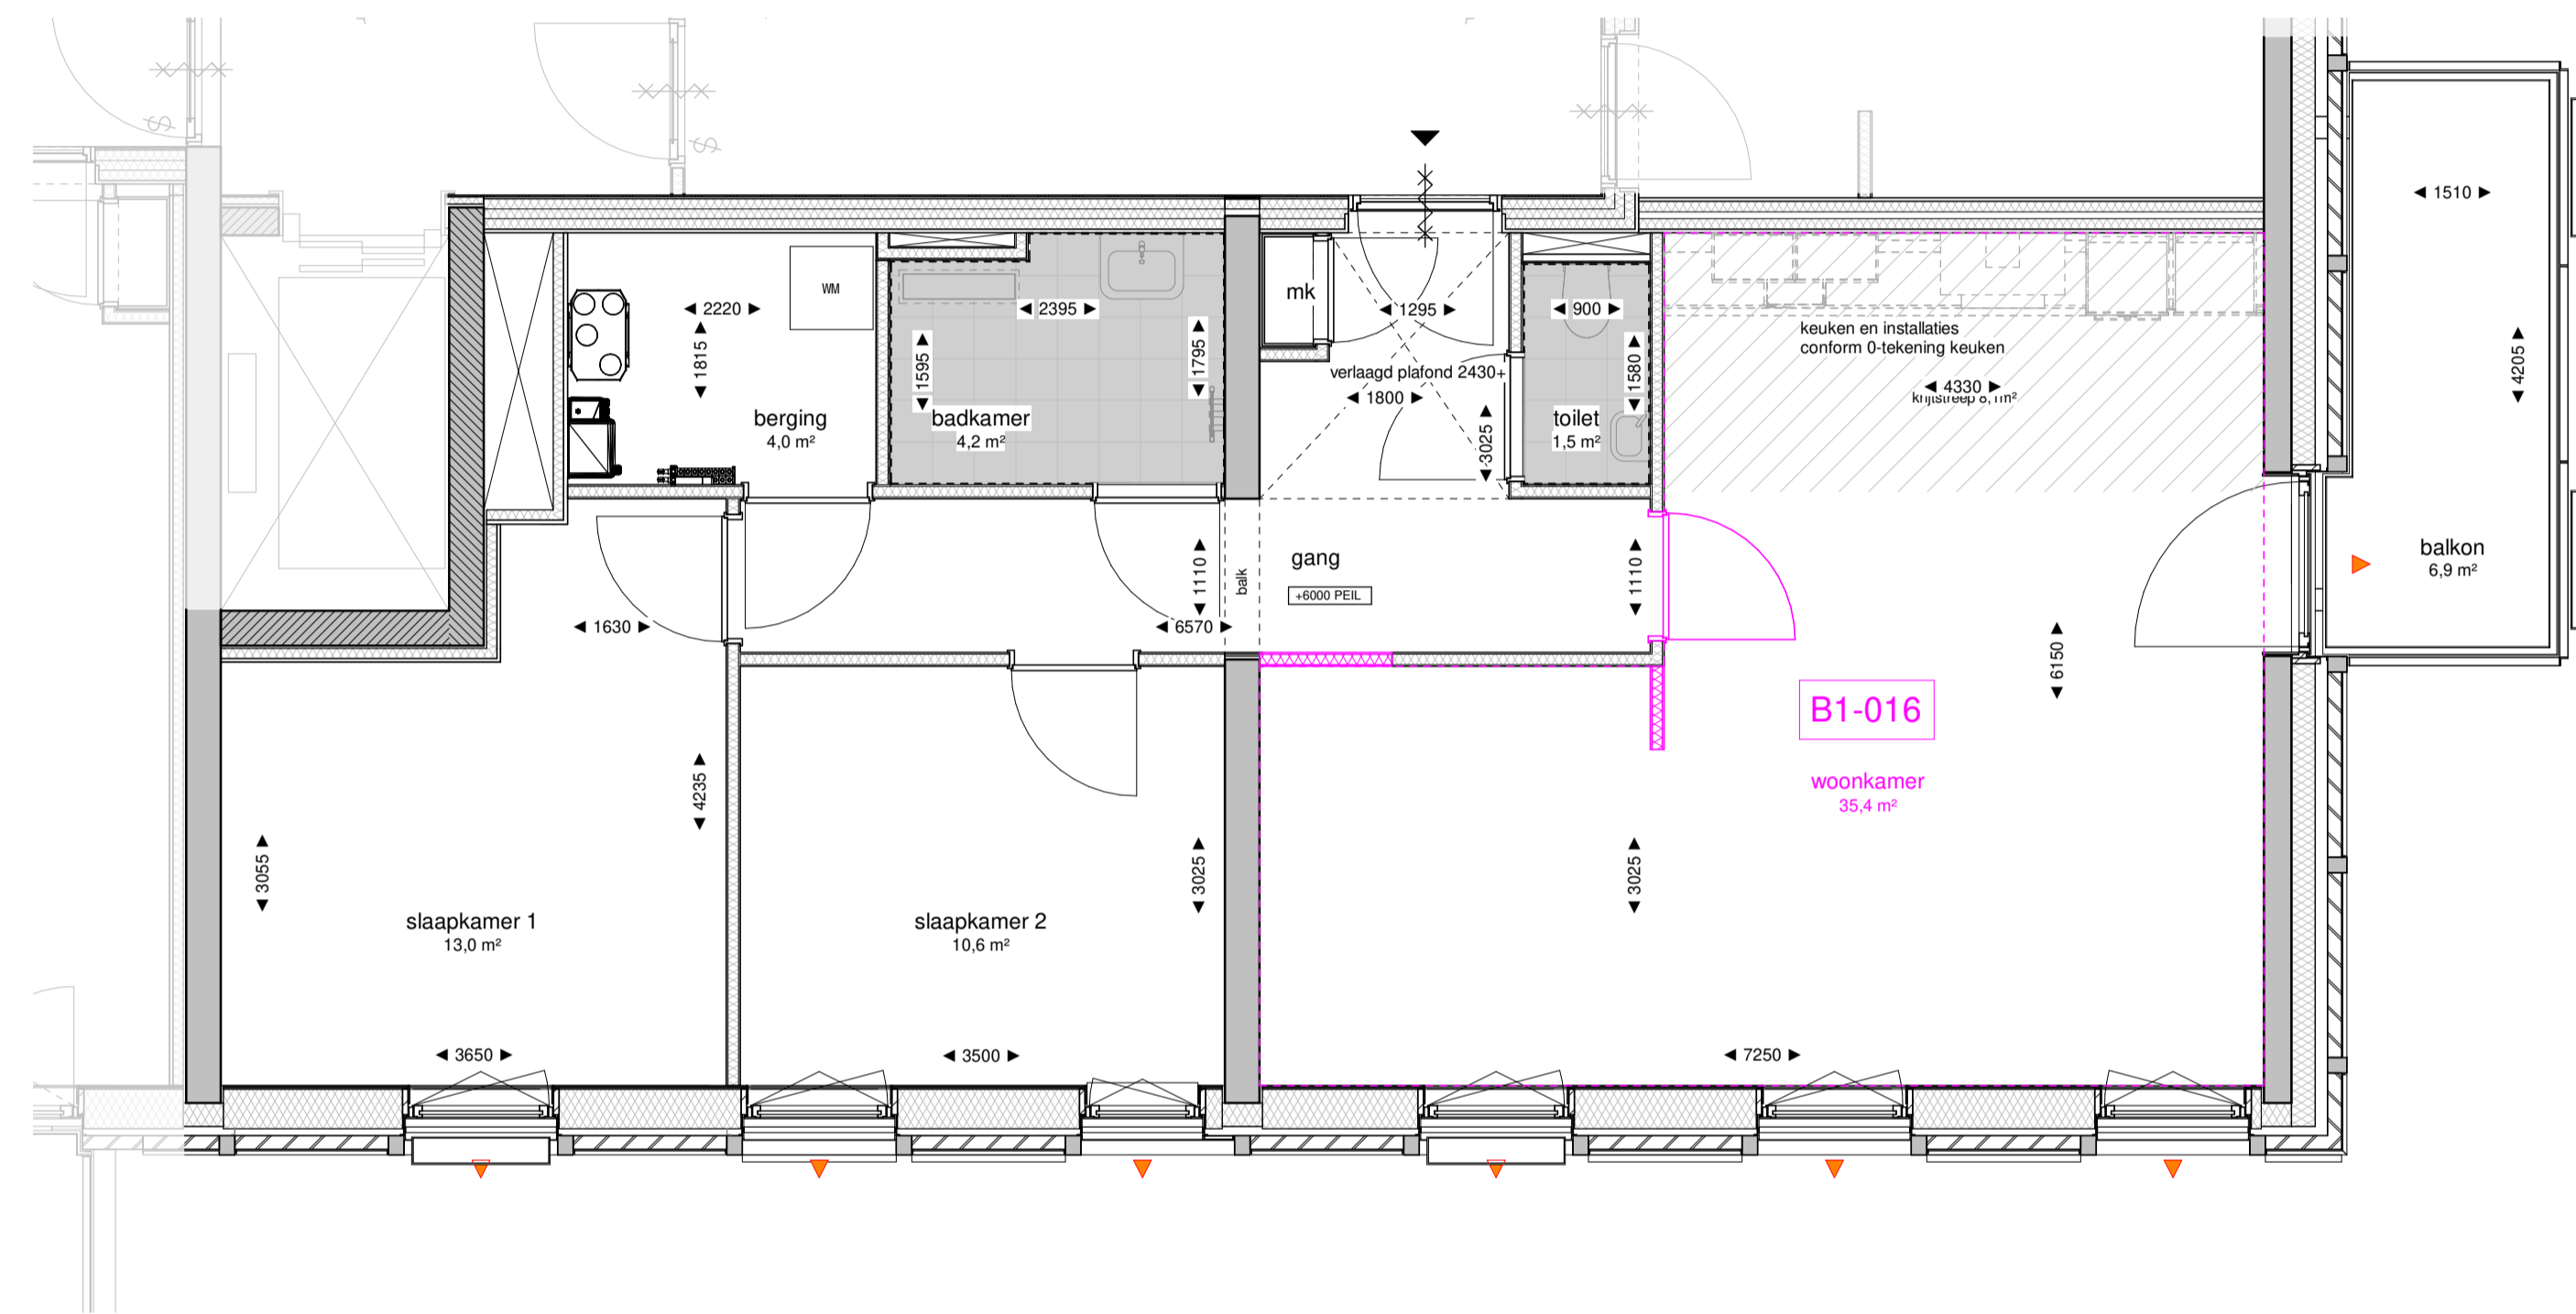 1510
WM
mk
2220
2395
1295
900
keuken en installaties
conform 0-tekening keuken
1815
1595
1795
1580
4205
verlaagd plafond 2430+
4330
1800
krijtstreep 8,1m²
berging
4,0 m²
badkamer
4,2 m²
3025
toilet
1,5 m²
balkon
6,9 m²
gang
1110
balk
1110
+6000 PEIL
1630
6570
6150
B1-016
woonkamer
35,4 m²
4235
3055
3025
3025
slaapkamer 1
13,0 m²
slaapkamer 2
10,6 m²
3650
3500
7250